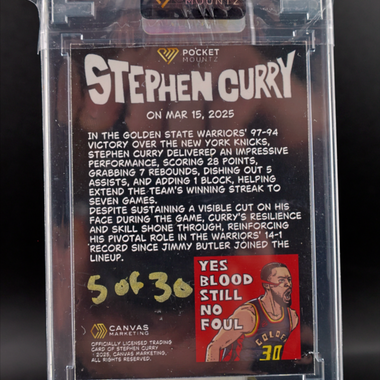 POCKET
MOUNTZ
STEPHEN CURRY
ON MAR 15, 2025
IN THE GOLDEN STATE WARRIORS' 97-94
VICTORY OVER THE NEW YORK KNICKS,
STEPHEN CURRY DELIVERED AN IMPRESSIVE
PERFORMANCE, SCORING 28 POINTS,
GRABBING 7 REBOUNDS, DISHING OUT 5
ASSISTS, AND ADDING 1 BLOCK, HELPING
EXTEND THE TEAM'S WINNING STREAK TO
SEVEN GAMES.
DESPITE SUSTAINING A VISIBLE CUT ON HIS
FACE DURING THE GAME, CURRY'S RESILIENCE
AND SKILL SHONE THROUGH, REINFORCING
HIS PIVOTAL ROLE IN THE WARRIORS' 14-1
RECORD SINCE JIMMY BUTLER JOINED THE
LINEUP.
5 of 30
YES
BLOOD
STILL
NO
FOUL
30
CANVAS
MARKETING
OFFICIALLY LICENSED TRADING
CARD OF STEPHEN CURRY
2025, CANVAS MARKETING,
ALL RIGHTS RESERVED.